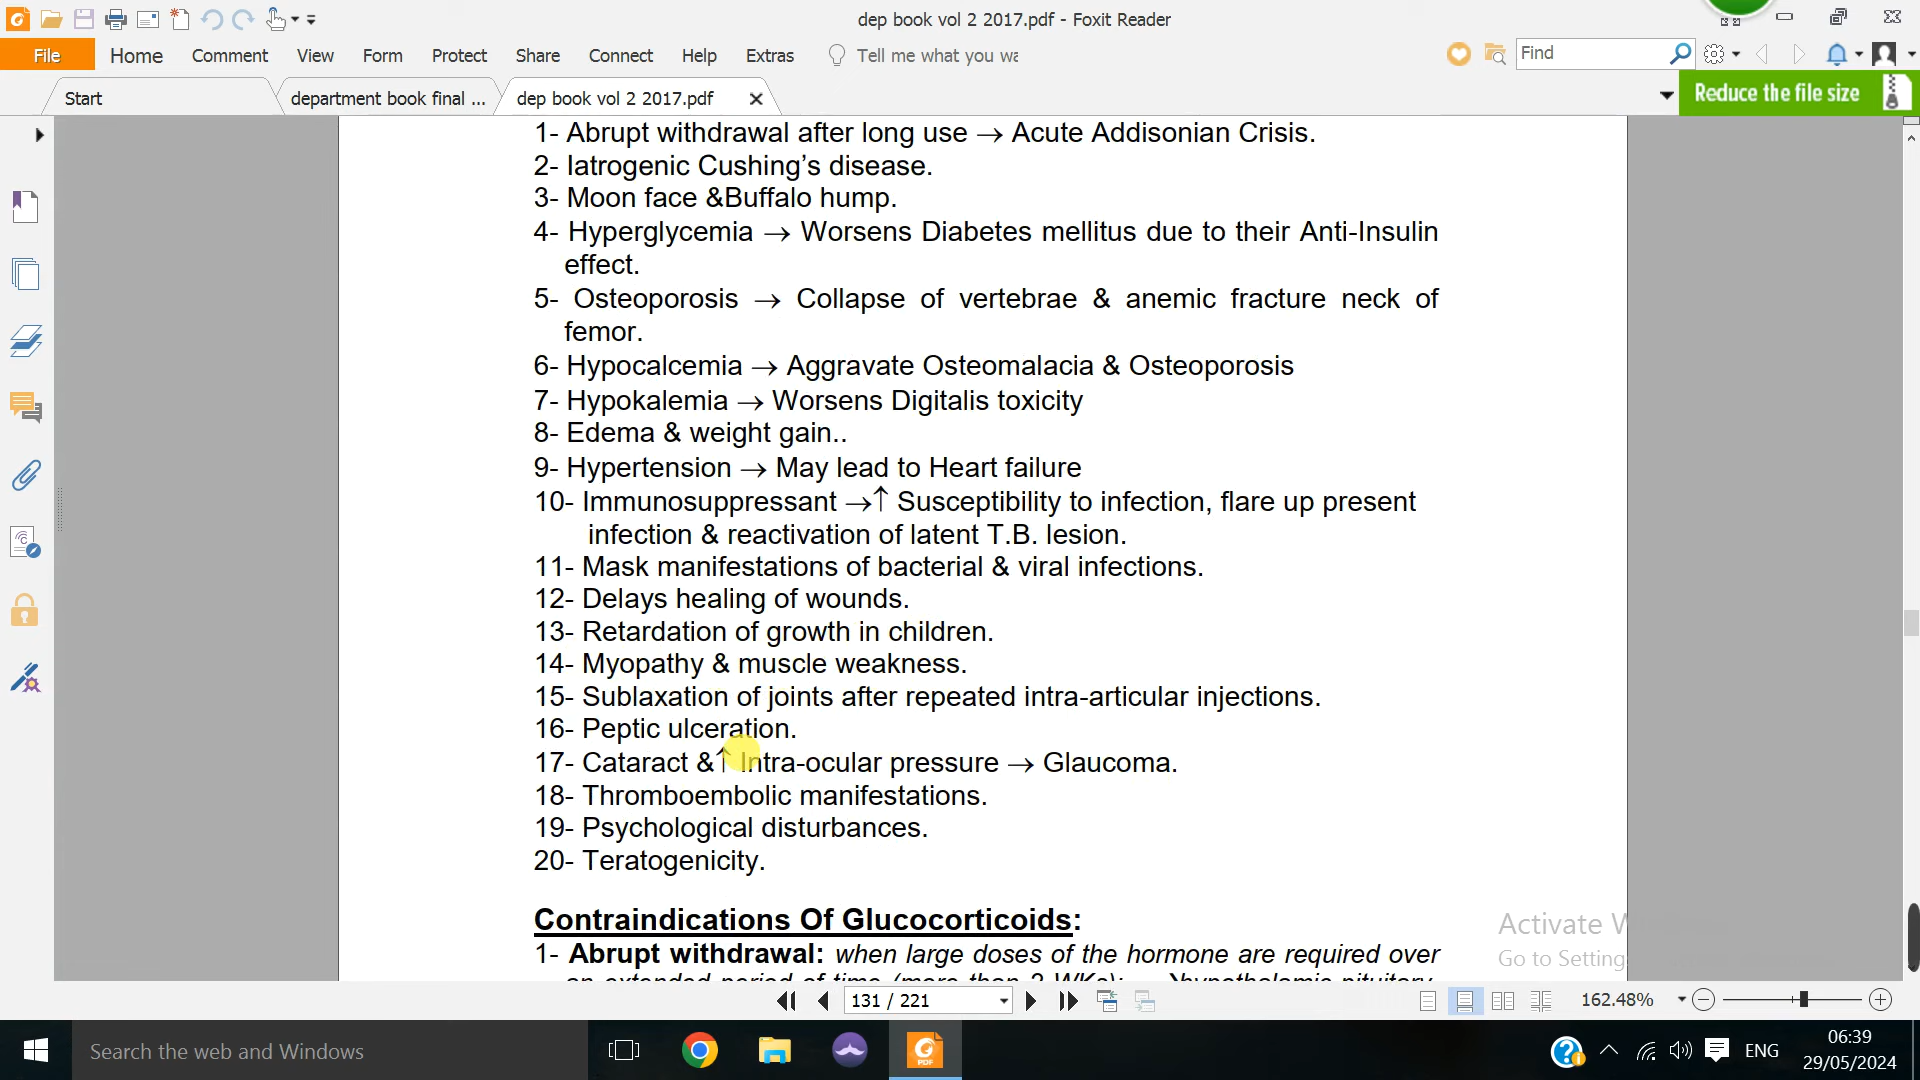 dep book vol 2 2017.pdf - Foxit Reader
File Home Comment View Form Protect Share Connect Help Extras Tell me what you wa Find
Start department book final ... dep book vol 2 2017.pdf Reduce the file size
1- Abrupt withdrawal after long use → Acute Addisonian Crisis.
2- Iatrogenic Cushing’s disease.
3- Moon face &Buffalo hump.
4- Hyperglycemia → Worsens Diabetes mellitus due to their Anti-Insulin
effect.
5- Osteoporosis → Collapse of vertebrae & anemic fracture neck of
femor.
6- Hypocalcemia → Aggravate Osteomalacia & Osteoporosis
7- Hypokalemia → Worsens Digitalis toxicity
8- Edema & weight gain..
9- Hypertension → May lead to Heart failure
10- Immunosuppressant →↑ Susceptibility to infection, flare up present
infection & reactivation of latent T.B. lesion.
11- Mask manifestations of bacterial & viral infections.
12- Delays healing of wounds.
13- Retardation of growth in children.
14- Myopathy & muscle weakness.
15- Sublaxation of joints after repeated intra-articular injections.
16- Peptic ulceration.
17- Cataract &↑ Intra-ocular pressure → Glaucoma.
18- Thromboembolic manifestations.
19- Psychological disturbances.
20- Teratogenicity.
Contraindications Of Glucocorticoids:
1- Abrupt withdrawal: when large doses of the hormone are required over
an extended period of time (more than 2 WKs);
Activate
Go to Setting
131 / 221 162.48%
Search the web and Windows PDF ENG 06:39
29/05/2024